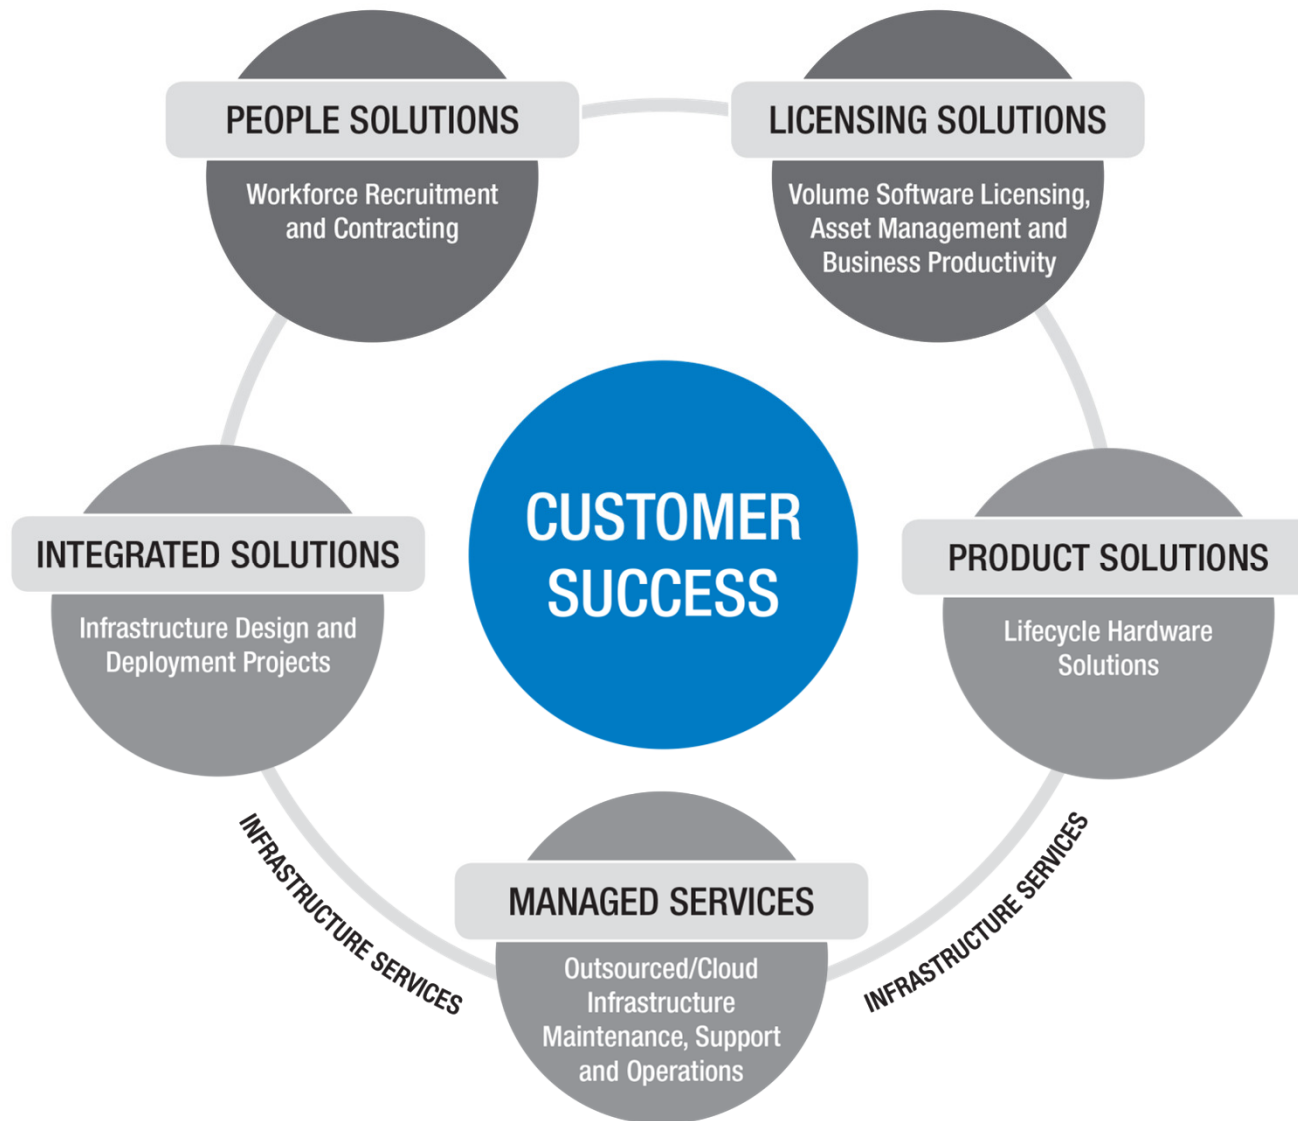 PEOPLE SOLUTIONS
Workforce Recruitment
and Contracting
LICENSING SOLUTIONS
Volume Software Licensing,
Asset Management and
Business Productivity
INTEGRATED SOLUTIONS
Infrastructure Design and
Deployment Projects
CUSTOMER
SUCCESS
PRODUCT SOLUTIONS
Lifecycle Hardware
Solutions
INFRASTRUCTURE SERVICES
MANAGED SERVICES
Outsourced/Cloud
Infrastructure
Maintenance, Support
and Operations
INFRASTRUCTURE SERVICES